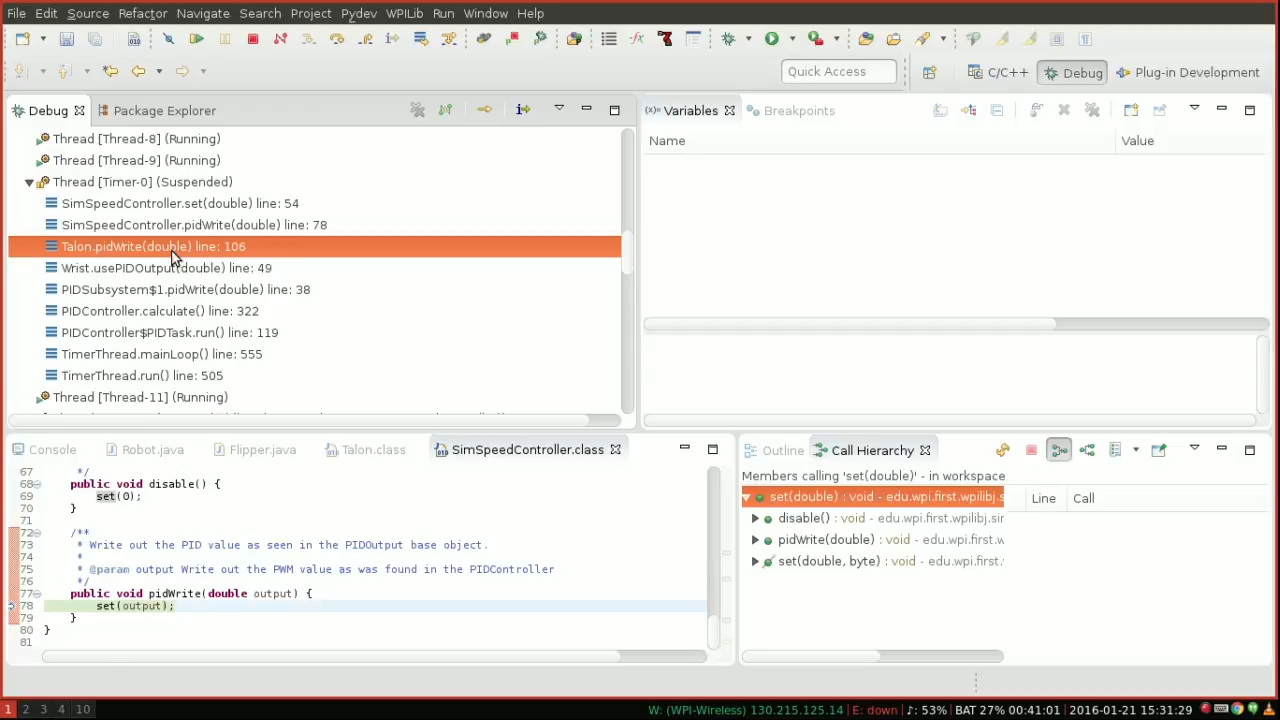 File Edit Source Refactor Navigate Search Project Pydev WPILib Run Window Help
Quick Access
C/C++ Debug Plug-in Development
Debug Package Explorer
Thread [Thread-8] (Running)
Thread [Thread-9] (Running)
Thread [Timer-0] (Suspended)
SimSpeedController.set(double) line: 54
SimSpeedController.pidWrite(double) line: 78
Talon.pidWrite(double) line: 106
Wrist.usePIDOutput(double) line: 49
PIDSubsystem$1.pidWrite(double) line: 38
PIDController.calculate() line: 322
PIDController$PIDTask.run() line: 119
TimerThread.mainLoop() line: 555
TimerThread.run() line: 505
Thread [Thread-11] (Running)
(x)= Variables Breakpoints
Name Value
Console Robot.java Flipper.java Talon.class SimSpeedController.class
67 */
68 public void disable() {
69 set(0);
70 }
71
72 /**
73 * Write out the PID value as seen in the PIDOutput base object.
74 *
75 * @param output Write out the PWM value as was found in the PIDController
76 */
77 public void pidWrite(double output) {
78 set(output);
79 }
80 }
81
Outline Call Hierarchy
Members calling 'set(double)' - in workspace
set(double) : void - edu.wpi.first.wpilibj.s
disable() : void - edu.wpi.first.wpilibj.sir
pidWrite(double) : void - edu.wpi.first.w
set(double, byte) : void - edu.wpi.first.
Line Call
1 2 3 4 10
W: (WPI-Wireless) 130.215.125.14 | E: down | ♪: 53% | BAT 27% 00:41:01 | 2016-01-21 15:31:29